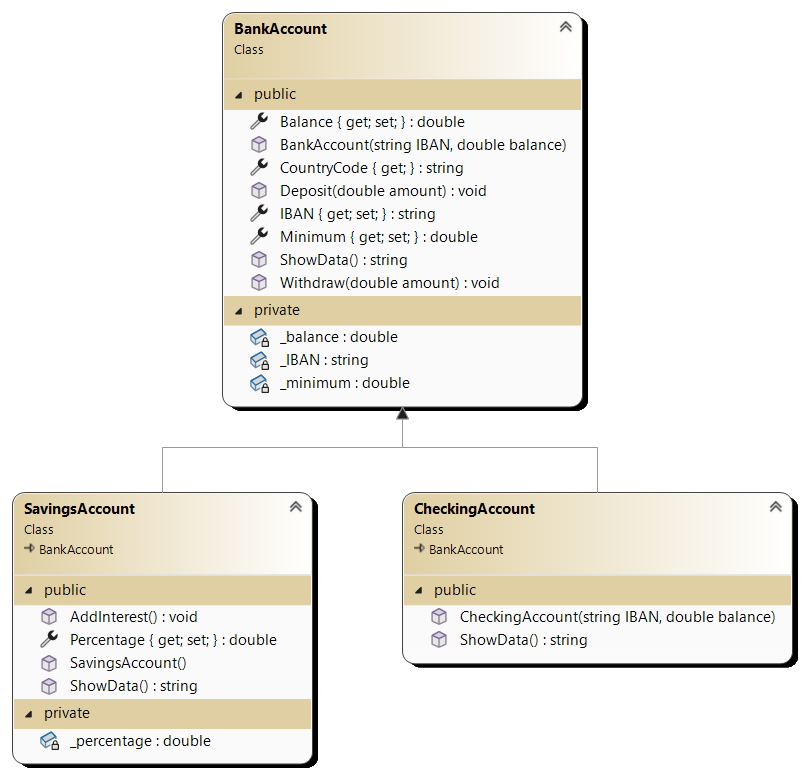 BankAccount
Class
public
Balance { get; set; } : double
BankAccount(string IBAN, double balance)
CountryCode { get; } : string
Deposit(double amount) : void
IBAN { get; set; } : string
Minimum { get; set; } : double
ShowData() : string
Withdraw(double amount) : void
private
_balance : double
_IBAN : string
_minimum : double
SavingsAccount
Class
BankAccount
public
AddInterest() : void
Percentage { get; set; } : double
SavingsAccount()
ShowData() : string
private
_percentage : double
CheckingAccount
Class
BankAccount
public
CheckingAccount(string IBAN, double balance)
ShowData() : string